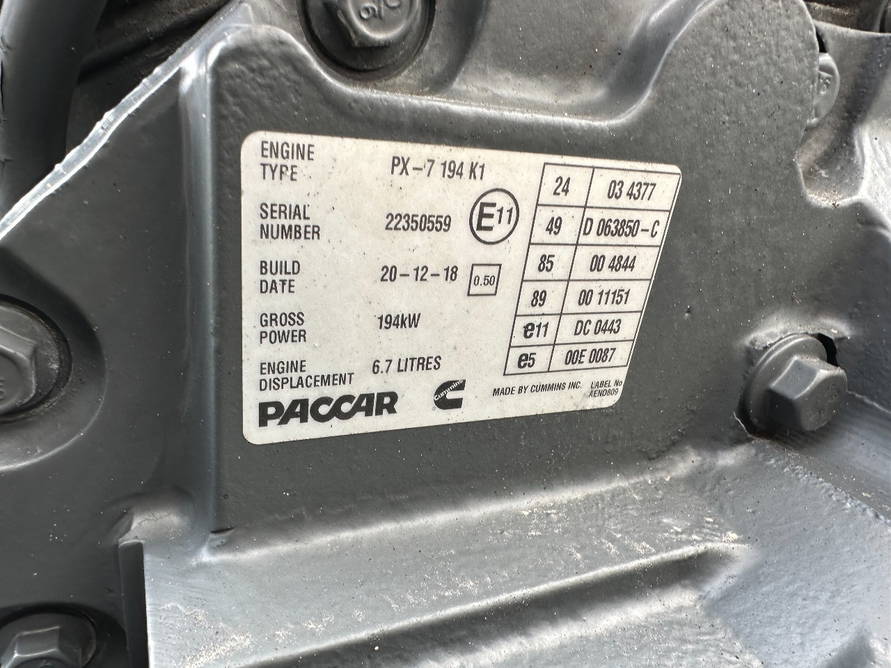 ENGINE TYPE PX-7 194 K1
SERIAL NUMBER 22350559 E11
BUILD DATE 20-12-18 0.50
GROSS POWER 194kW
ENGINE DISPLACEMENT 6.7 LITRES
24 03 4377
49 D 063850-C
85 00 4844
89 00 11151
e11 DC 0443
e5 00E 0087
PACCAR Cummins MADE BY CUMMINS INC. LABEL No
AEND809